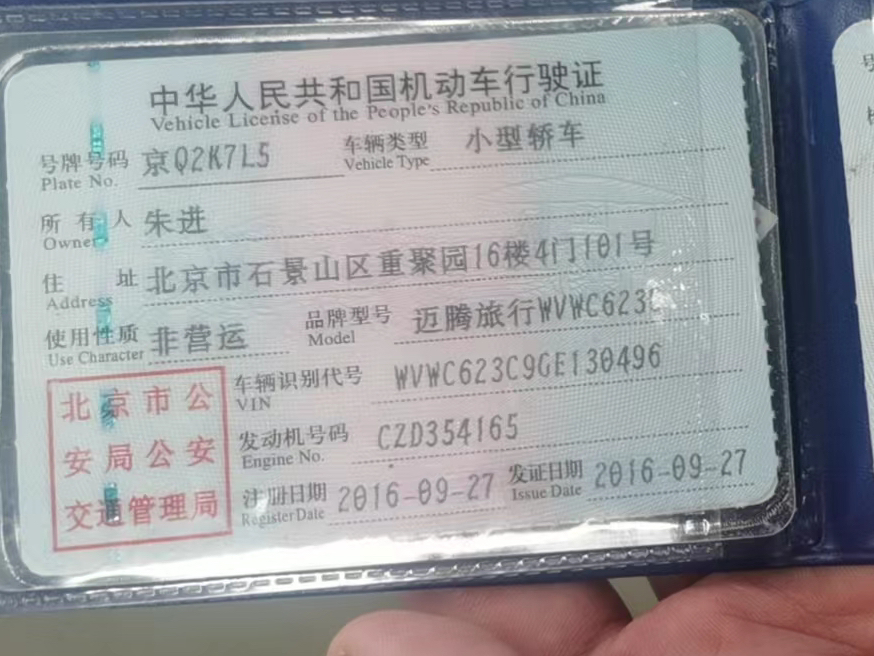 中华人民共和国机动车行驶证
Vehicle License of the People's Republic of China
号牌号码 京Q2K7L5 车辆类型 小型轿车
Plate No. Vehicle Type
所有人 朱进
Owner
住址 北京市石景山区重聚园16楼4门101号
Address
使用性质 非营运 品牌型号 迈腾旅行WVWC623
Use Character Model
北京市公
安局公安
交通管理局
车辆识别代号 WVWC623C9GE130496
VIN
发动机号码 CZD354165
Engine No.
注册日期 2016-09-27 发证日期 2016-09-27
Register Date Issue Date
号